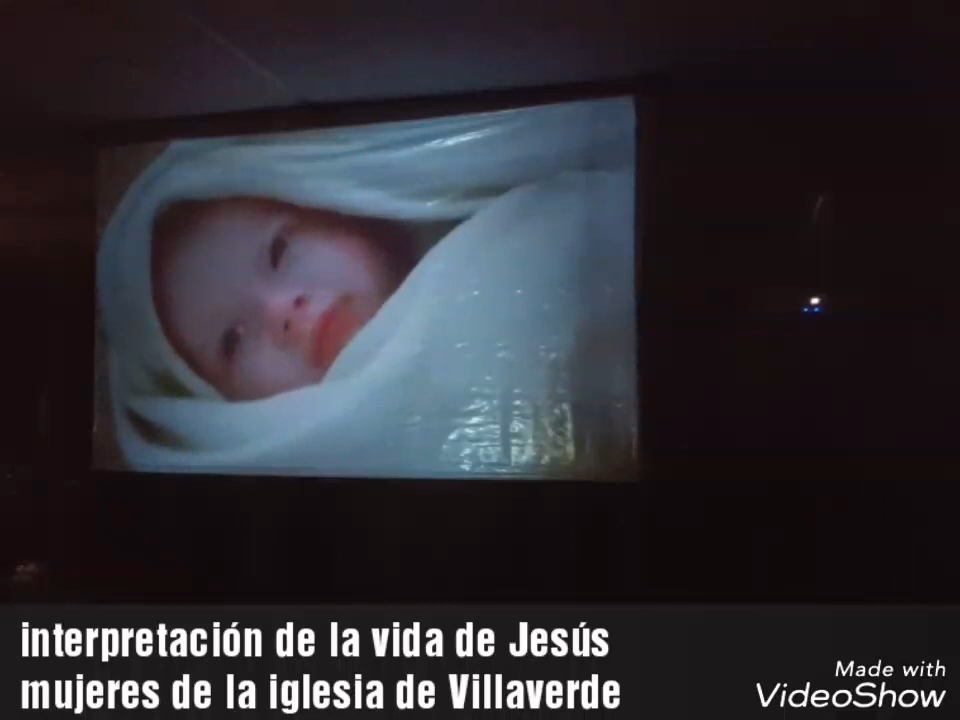 interpretación de la vida de Jesús
mujeres de la iglesia de Villaverde
Made with
VideoShow